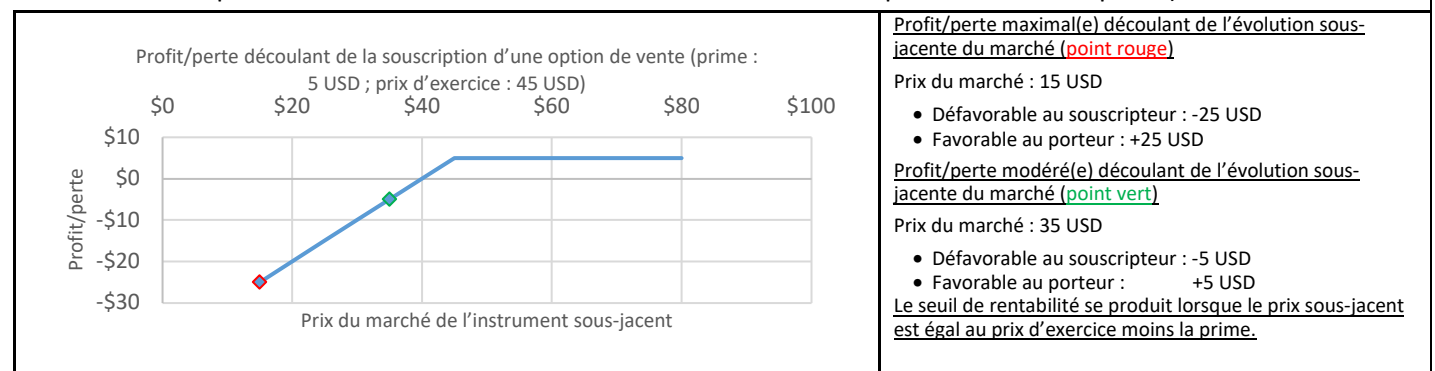 Profit/perte découlant de la souscription d'une option de vente (prime :
5 USD ; prix d'exercice : 45 USD)
$0 $20 $40 $60 $80 $100
$10
$0
-$10
-$20
-$30
Profit/perte
Prix du marché de l'instrument sous-jacent
Profit/perte maximal(e) découlant de l'évolution sous-
jacente du marché (point rouge)
Prix du marché : 15 USD
• Défavorable au souscripteur : -25 USD
• Favorable au porteur : +25 USD
Profit/perte modéré(e) découlant de l'évolution sous-
jacente du marché (point vert)
Prix du marché : 35 USD
• Défavorable au souscripteur : -5 USD
• Favorable au porteur : +5 USD
Le seuil de rentabilité se produit lorsque le prix sous-jacent
est égal au prix d'exercice moins la prime.